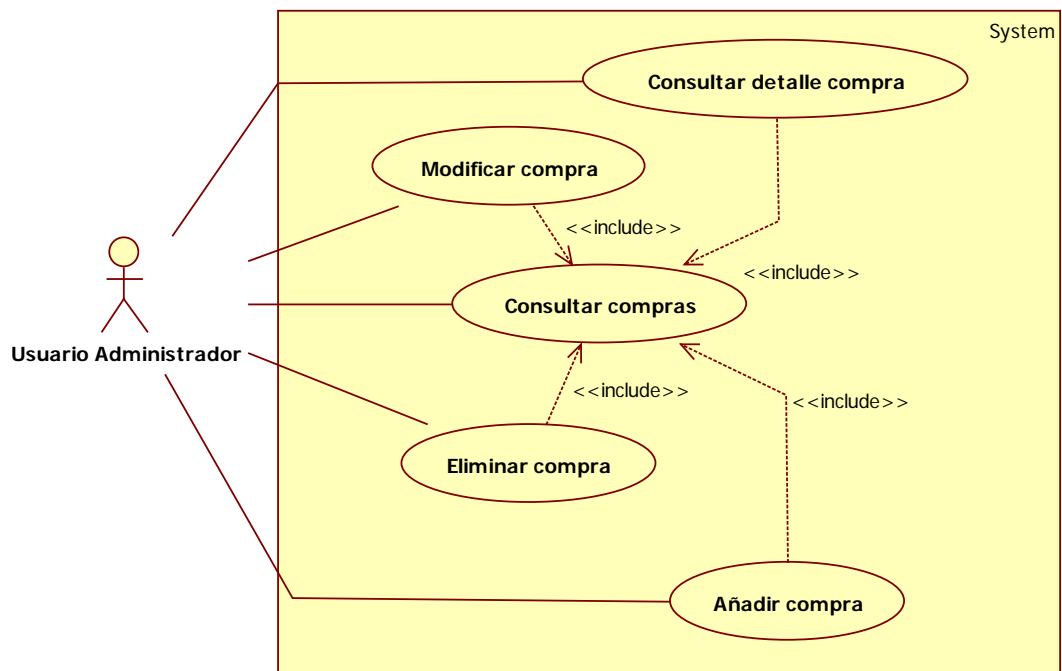 System
Consultar detalle compra
Modificar compra
<<include>>
<<include>>
Consultar compras
Usuario Administrador
<<include>>
<<include>>
Eliminar compra
Añadir compra